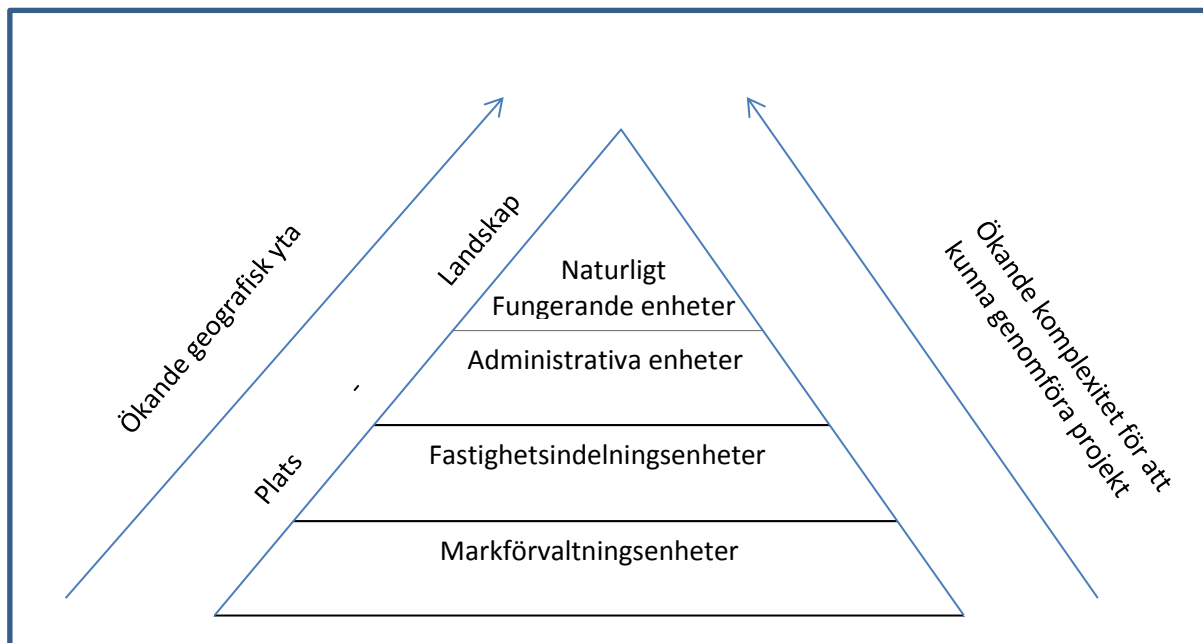 Ökande geografisk yta
Plats
-
Landskap
Naturligt
Fungerande enheter
Administrativa enheter
Fastighetsindelningsenheter
Markförvaltningsenheter
Ökande komplexitet för att
kunna genomföra projekt